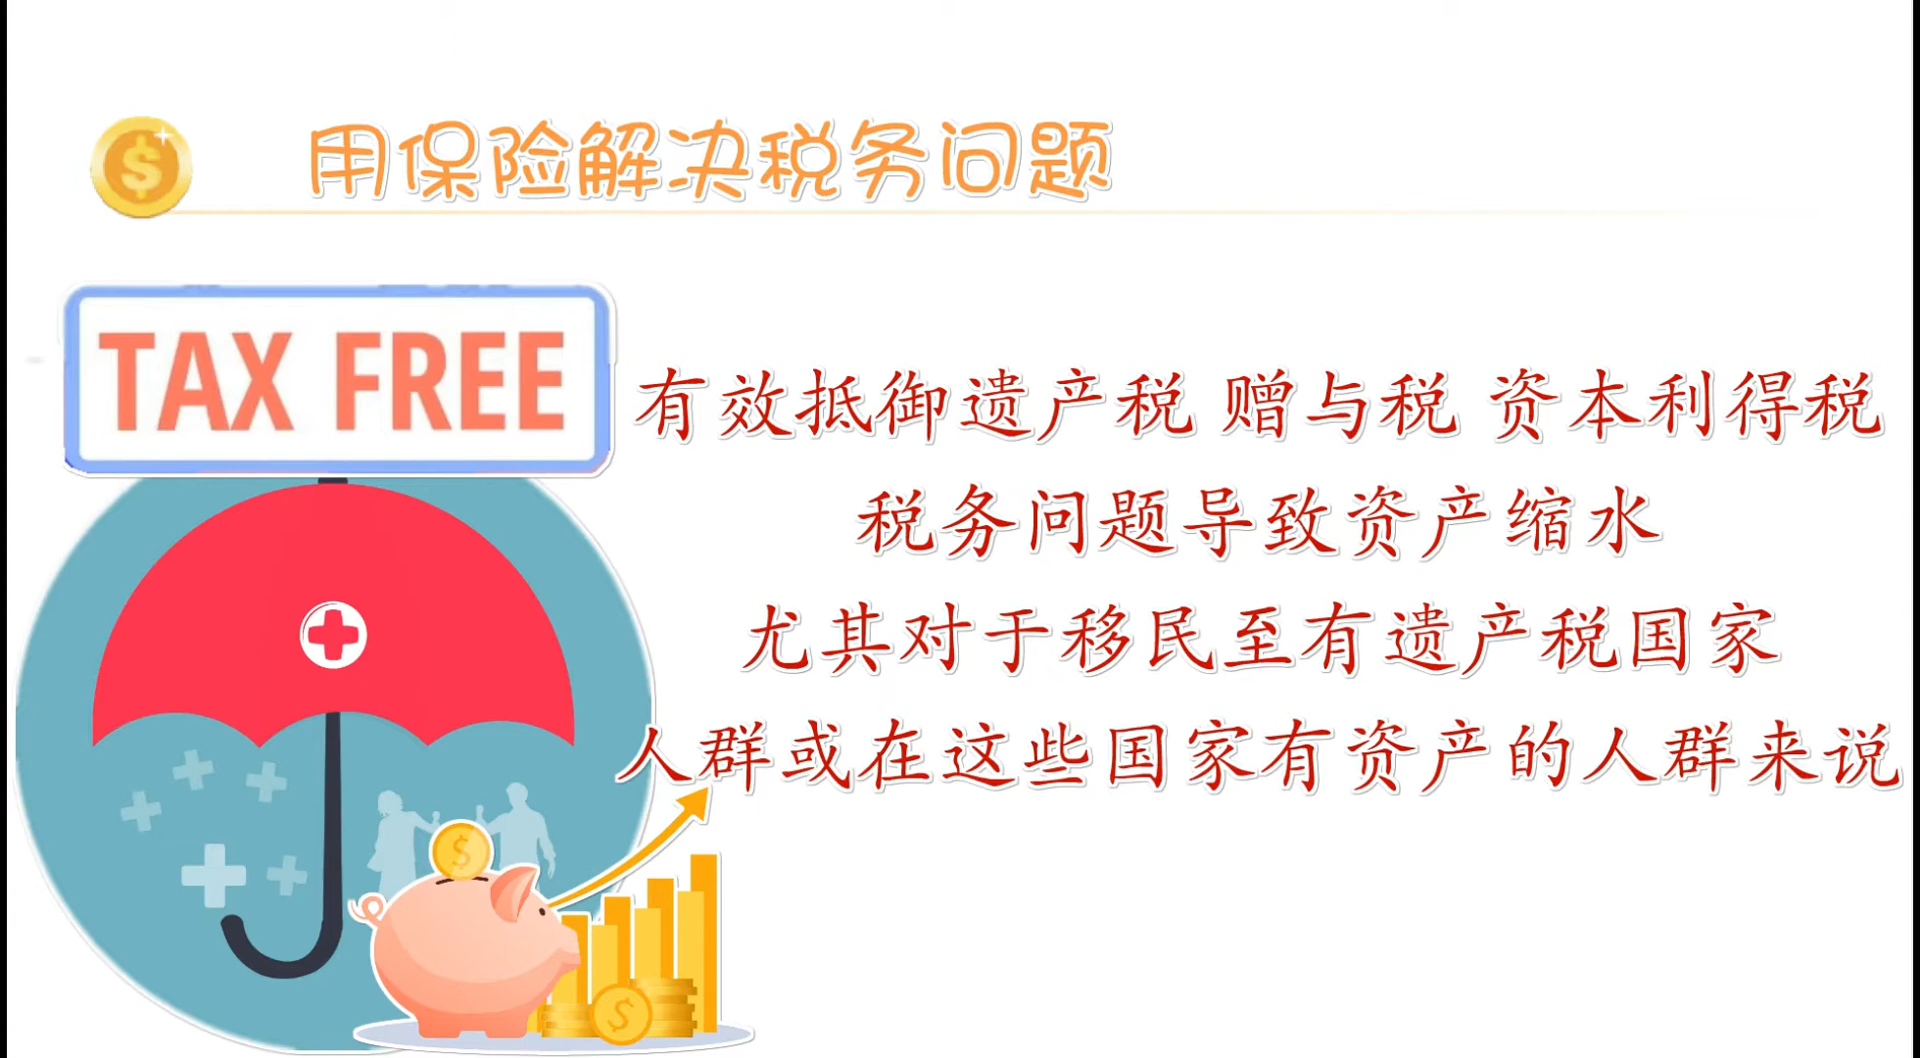 用保险解决税务问题
TAX FREE
有效抵御遗产税 赠与税 资本利得税
税务问题导致资产缩水
尤其对于移民至有遗产税国家
人群或在这些国家有资产的人群来说